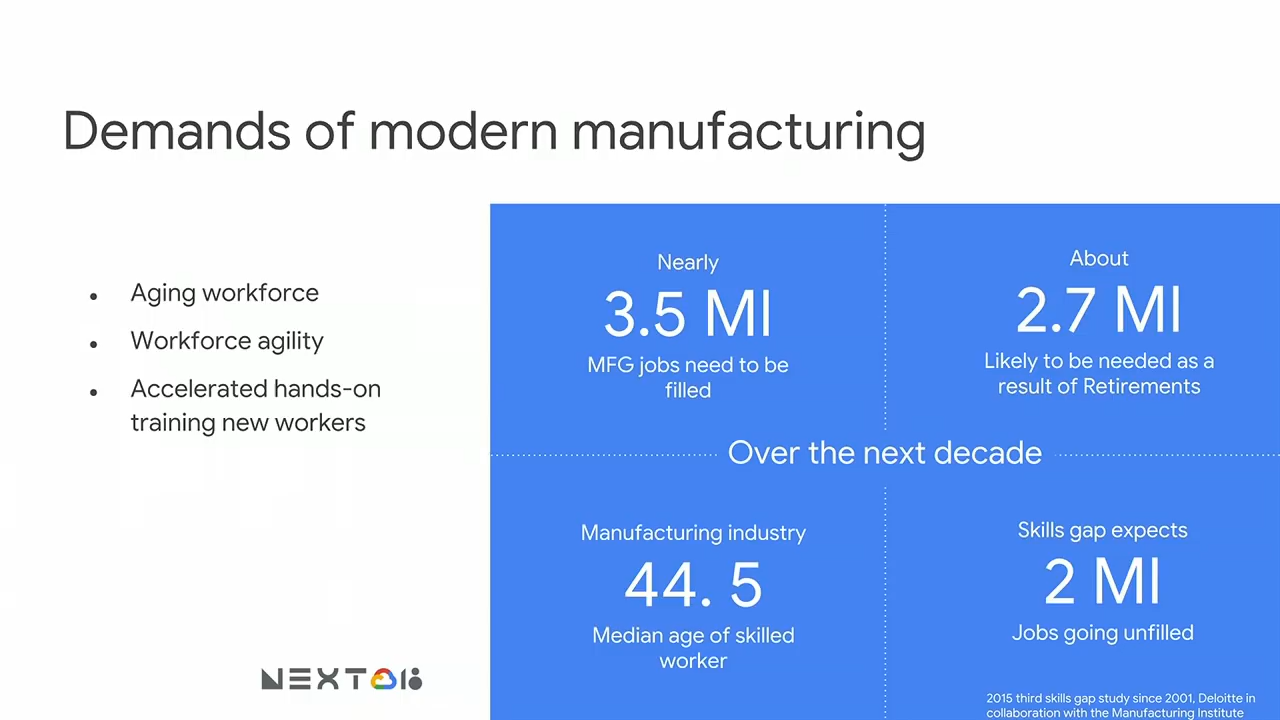 Demands of modern manufacturing
Aging workforce
Workforce agility
Accelerated hands-on
training new workers
Nearly
3.5 MI
MFG jobs need to be
filled
About
2.7 MI
Likely to be needed as a
result of Retirements
Over the next decade
Manufacturing industry
44. 5
Median age of skilled
worker
Skills gap expects
2 MI
Jobs going unfilled
NEXT 18
2015 third skills gap study since 2001, Deloitte in
collaboration with the Manufacturing Institute